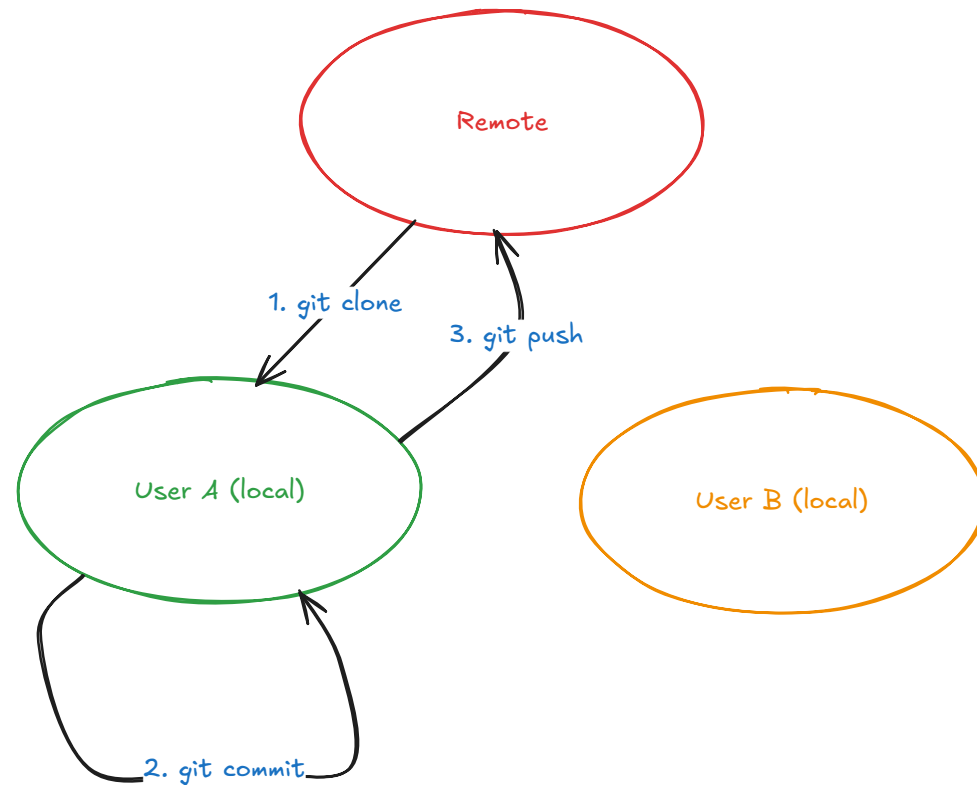 Remote
1. git clone
3. git push
User A (local)
User B (local)
2. git commit